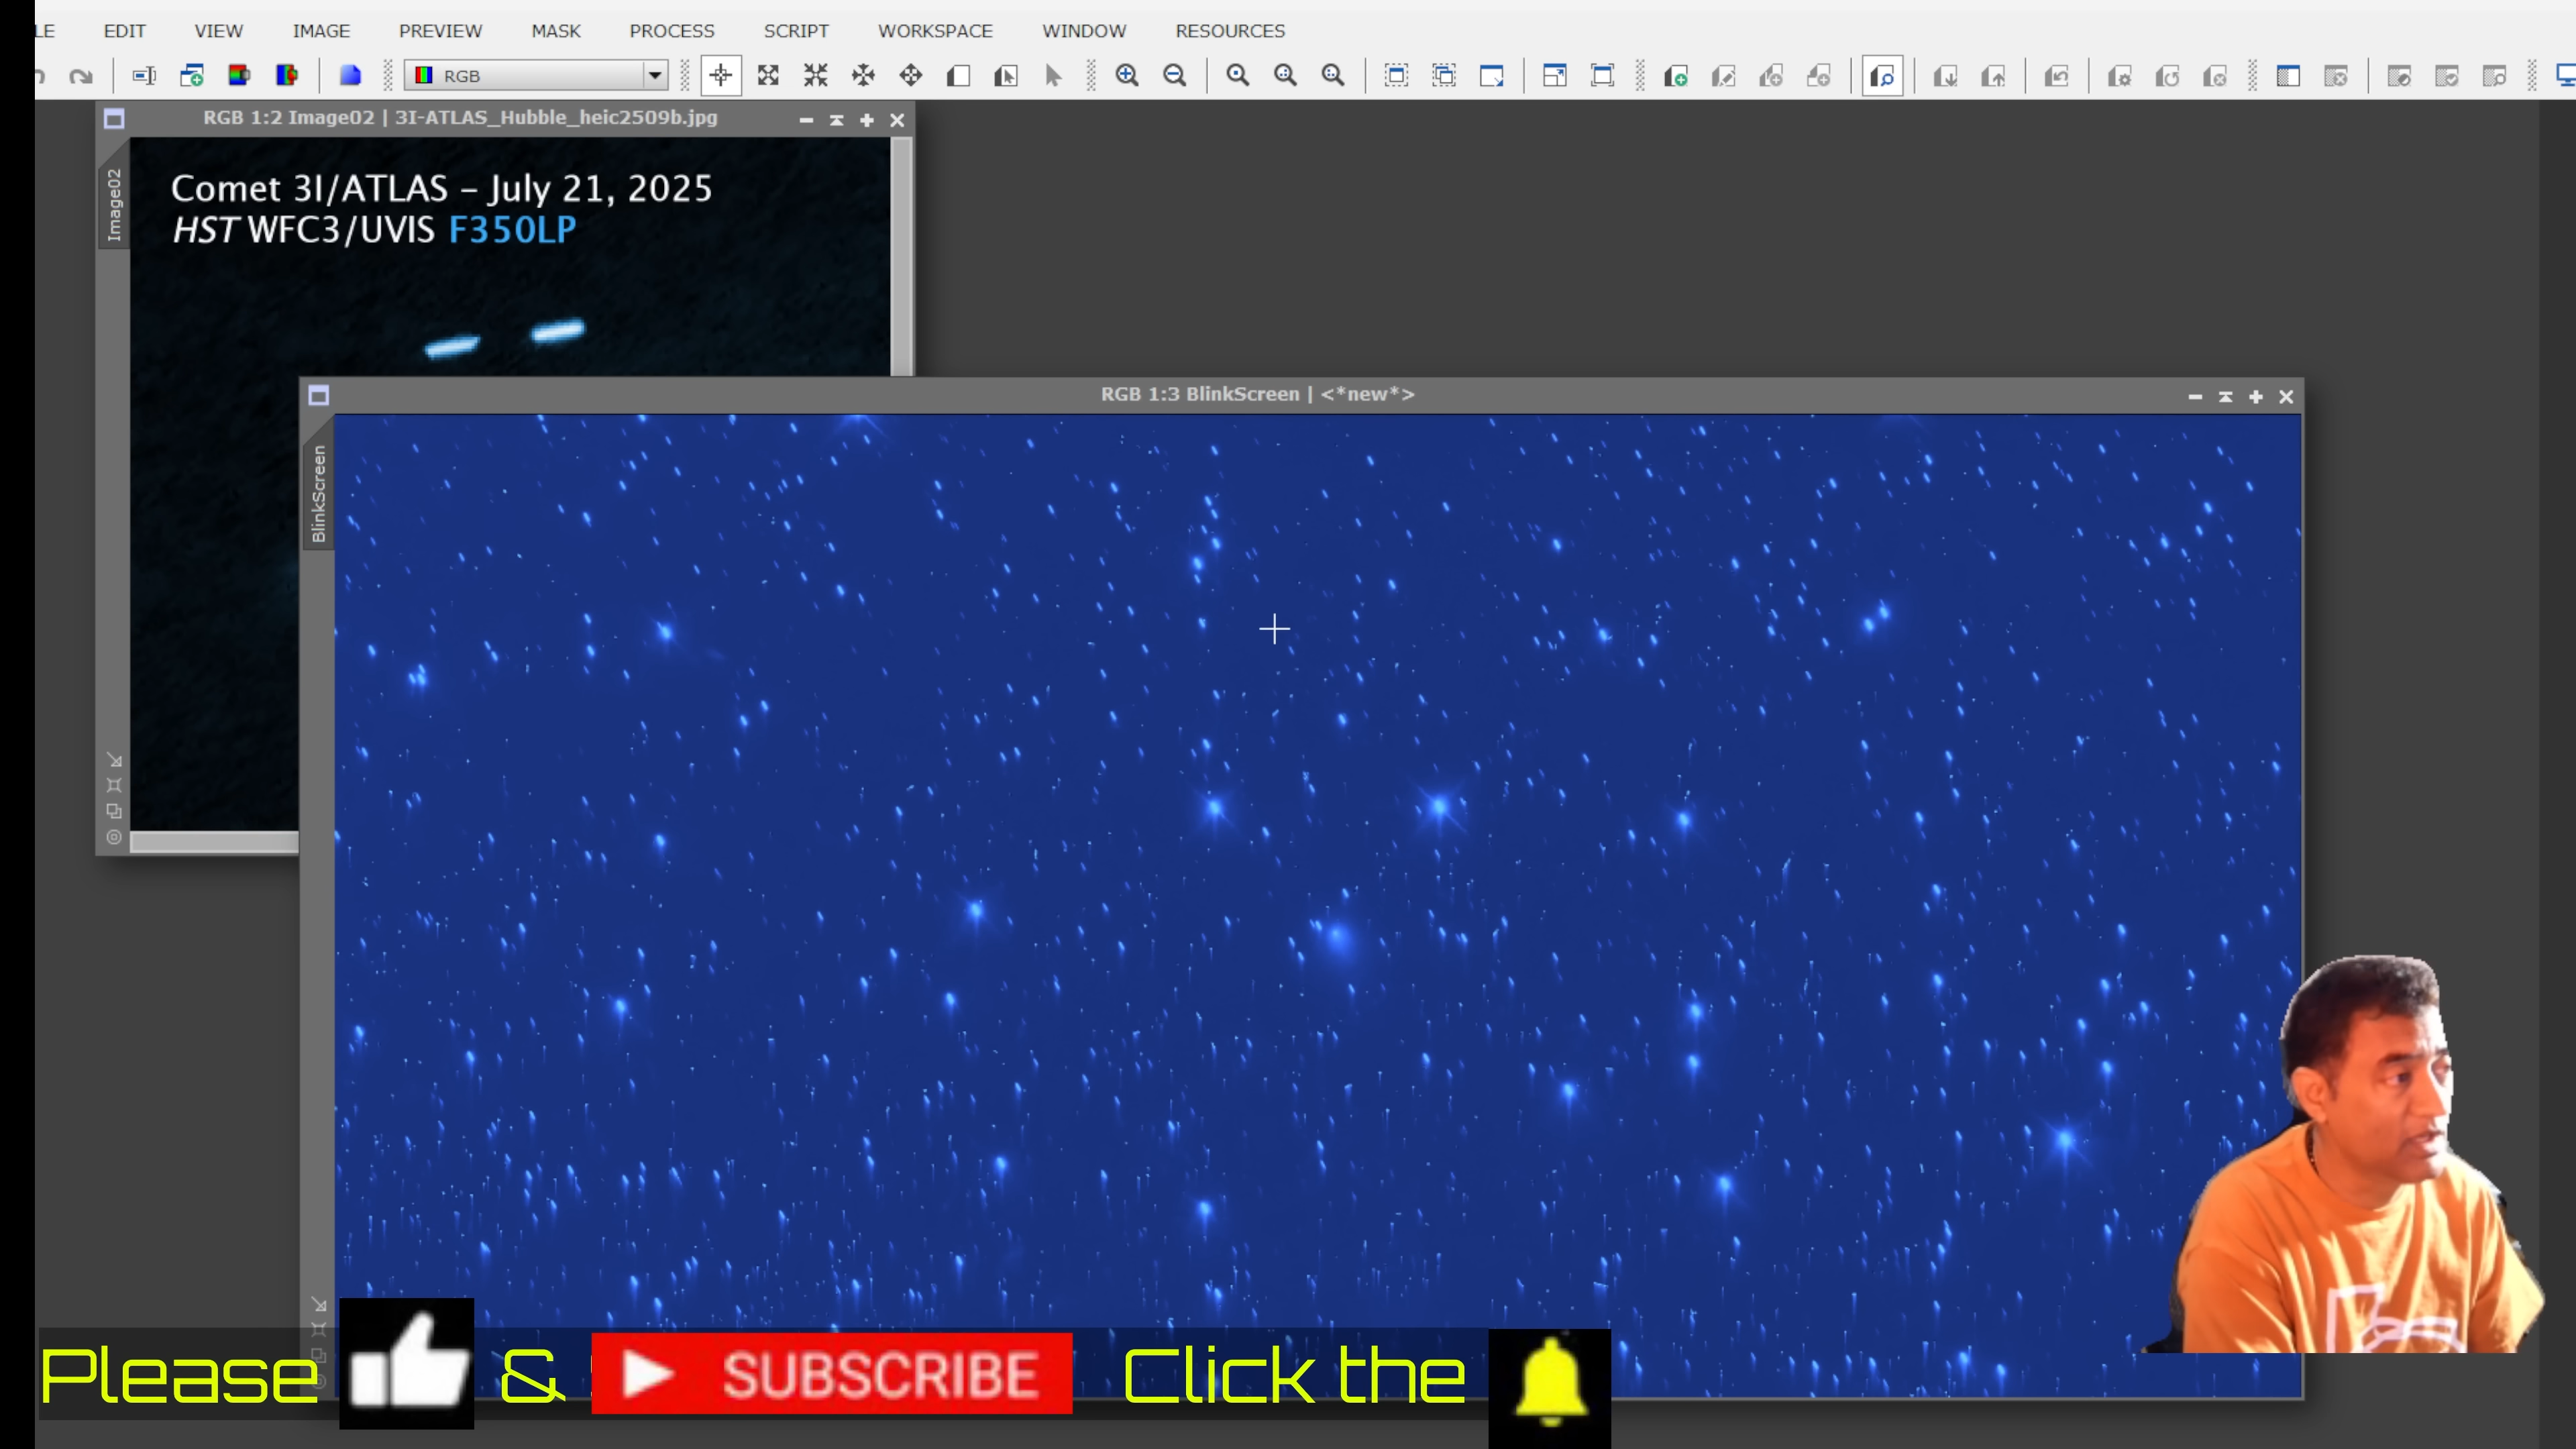 LE EDIT VIEW IMAGE PREVIEW MASK PROCESS SCRIPT WORKSPACE WINDOW RESOURCES
RGB
RGB 1:2 Image02 | 3I-ATLAS_Hubble_heic2509b.jpg
Image02
Comet 3I/ATLAS – July 21, 2025
HST WFC3/UVIS F350LP
RGB 1:3 BlinkScreen | <*new*>
BlinkScreen
Please & SUBSCRIBE Click the